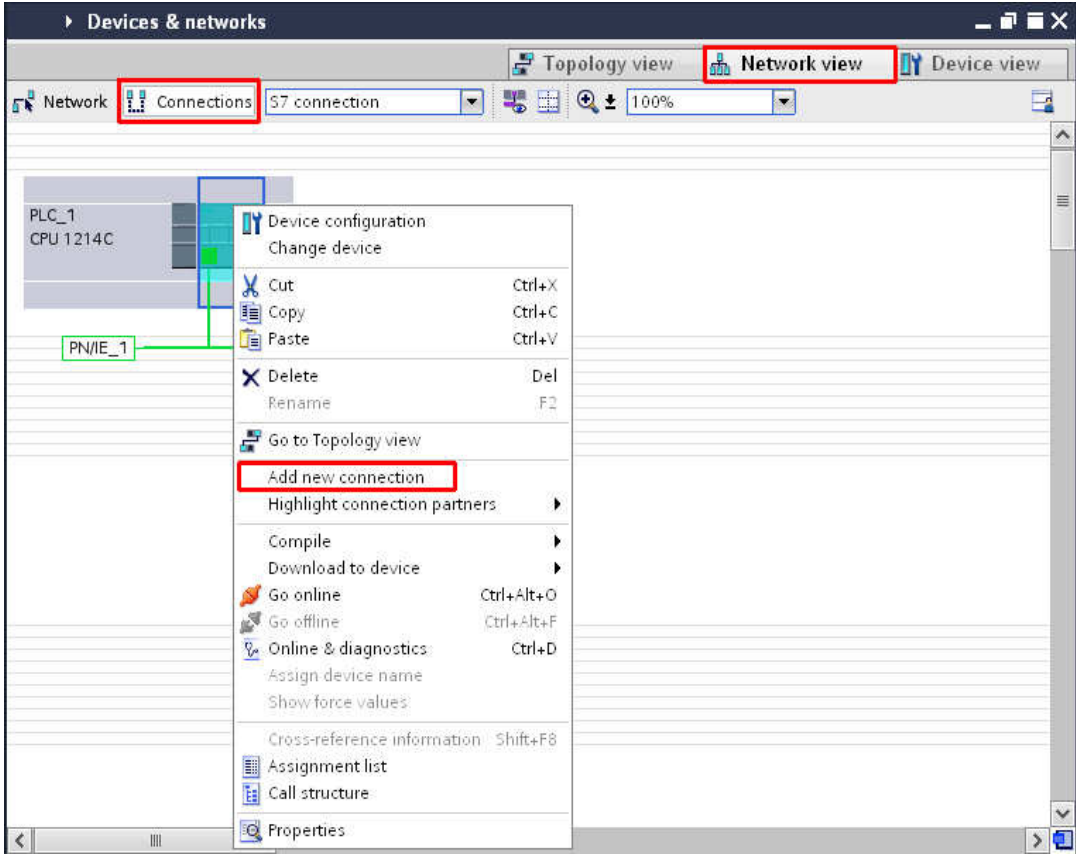 Devices & networks
Topology view Network view Device view
Network Connections S7 connection 100%
PLC_1
CPU 1214C
PN/IE_1
Device configuration
Change device
Cut Ctrl+X
Copy Ctrl+C
Paste Ctrl+V
Delete Del
Rename F2
Go to Topology view
Add new connection
Highlight connection partners
Compile
Download to device
Go online Ctrl+Alt+O
Go offline Ctrl+Alt+F
Online & diagnostics Ctrl+D
Assign device name
Show force values
Cross-reference information Shift+F8
Assignment list
Call structure
Properties